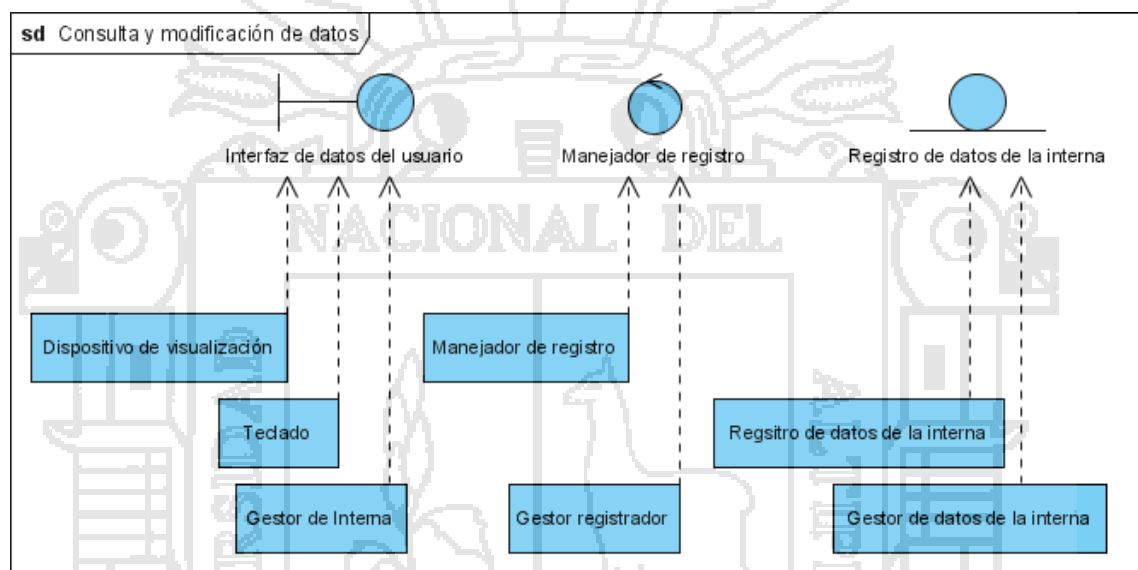 sd Consulta y modificación de datos
Interfaz de datos del usuario
Manejador de registro
Registro de datos de la interna
NACIONAL DEL
Dispositivo de visualización
Manejador de registro
Teclado
Regsitro de datos de la interna
Gestor de Interna
Gestor registrador
Gestor de datos de la interna